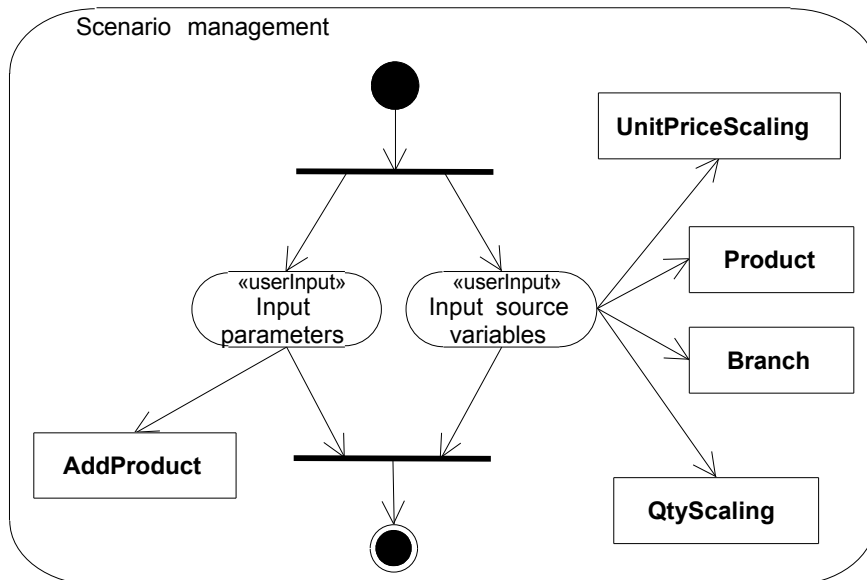 Scenario management
UnitPriceScaling
«userInput»
Input
parameters
«userInput»
Input source
variables
Product
Branch
AddProduct
QtyScaling